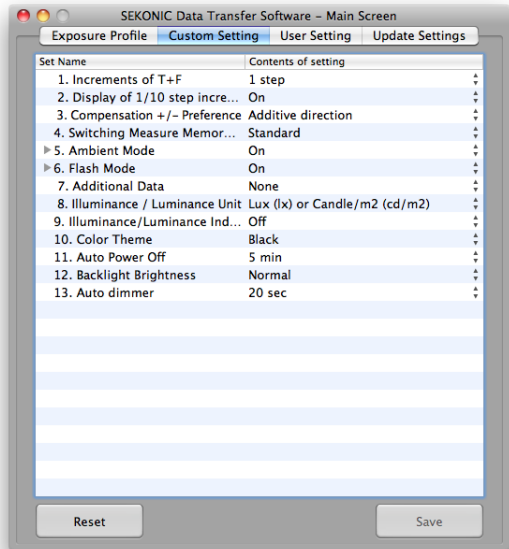 SEKONIC Data Transfer Software – Main Screen
Exposure Profile Custom Setting User Setting Update Settings
Set Name Contents of setting
1. Increments of T+F 1 step
2. Display of 1/10 step incre... On
3. Compensation +/- Preference Additive direction
4. Switching Measure Memor... Standard
5. Ambient Mode On
6. Flash Mode On
7. Additional Data None
8. Illuminance / Luminance Unit Lux (lx) or Candle/m2 (cd/m2)
9. Illuminance/Luminance Ind... Off
10. Color Theme Black
11. Auto Power Off 5 min
12. Backlight Brightness Normal
13. Auto dimmer 20 sec
Reset Save